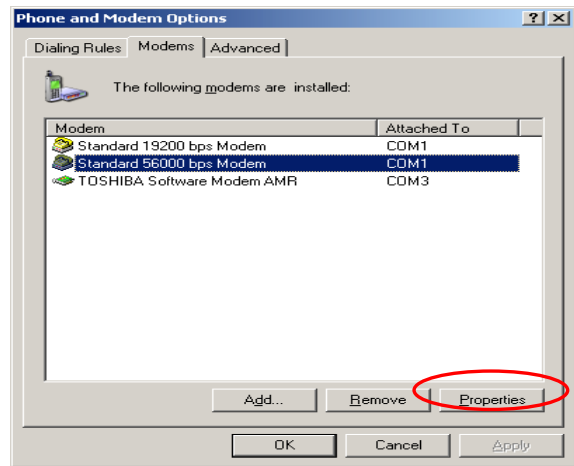 Phone and Modem Options
Dialing Rules Modems Advanced
The following modems are installed:
Modem Attached To
Standard 19200 bps Modem COM1
Standard 56000 bps Modem COM1
TOSHIBA Software Modem AMR COM3
Add... Remove Properties
OK Cancel Apply